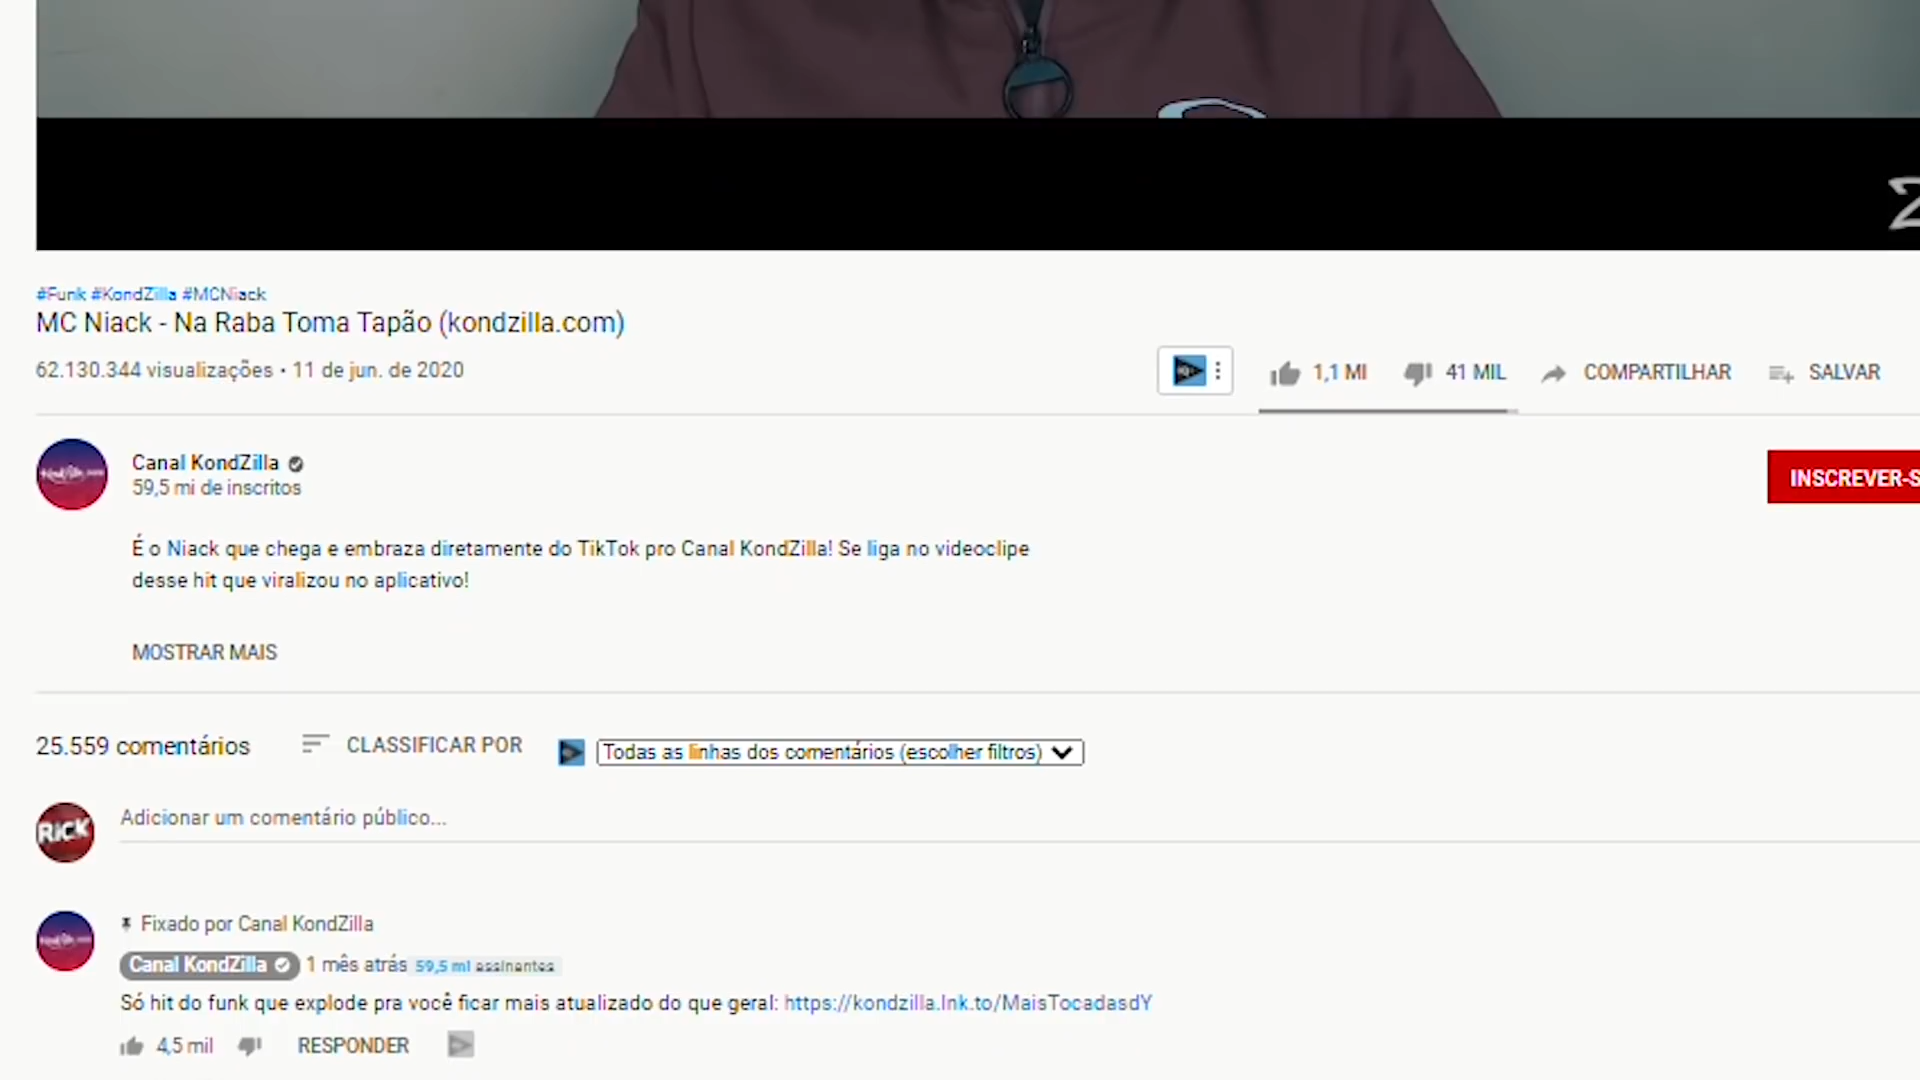 #Funk #KondZilla #MCNiack
MC Niack - Na Raba Toma Tapão (kondzilla.com)
62.130.344 visualizações • 11 de jun. de 2020
1,1 MI
41 MIL
COMPARTILHAR
SALVAR
Canal KondZilla
59,5 mi de inscritos
INSCREVER-S
É o Niack que chega e embraza diretamente do TikTok pro Canal KondZilla! Se liga no videoclipe
desse hit que viralizou no aplicativo!
MOSTRAR MAIS
25.559 comentários
CLASSIFICAR POR
Todas as linhas dos comentários (escolher filtros)
RICK
Adicionar um comentário público...
Fixado por Canal KondZilla
Canal KondZilla 1 mês atrás 59,5 mi assinantes
Só hit do funk que explode pra você ficar mais atualizado do que geral: https://kondzilla.lnk.to/MaisTocadasdY
4,5 mil
RESPONDER